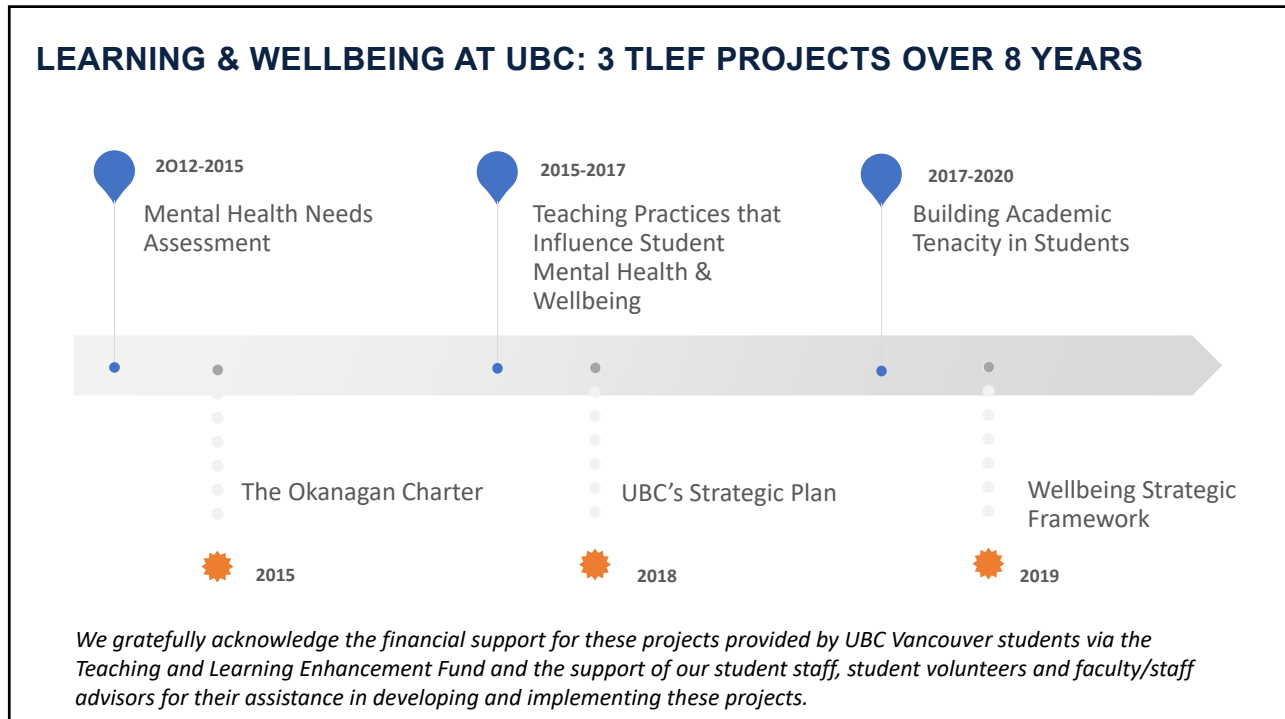 LEARNING & WELLBEING AT UBC: 3 TLEF PROJECTS OVER 8 YEARS
2O12-2015
Mental Health Needs
Assessment
2015-2017
Teaching Practices that
Influence Student
Mental Health &
Wellbeing
2017-2020
Building Academic
Tenacity in Students
The Okanagan Charter
2015
UBC's Strategic Plan
2018
Wellbeing Strategic
Framework
2019
We gratefully acknowledge the financial support for these projects provided by UBC Vancouver students via the
Teaching and Learning Enhancement Fund and the support of our student staff, student volunteers and faculty/staff
advisors for their assistance in developing and implementing these projects.